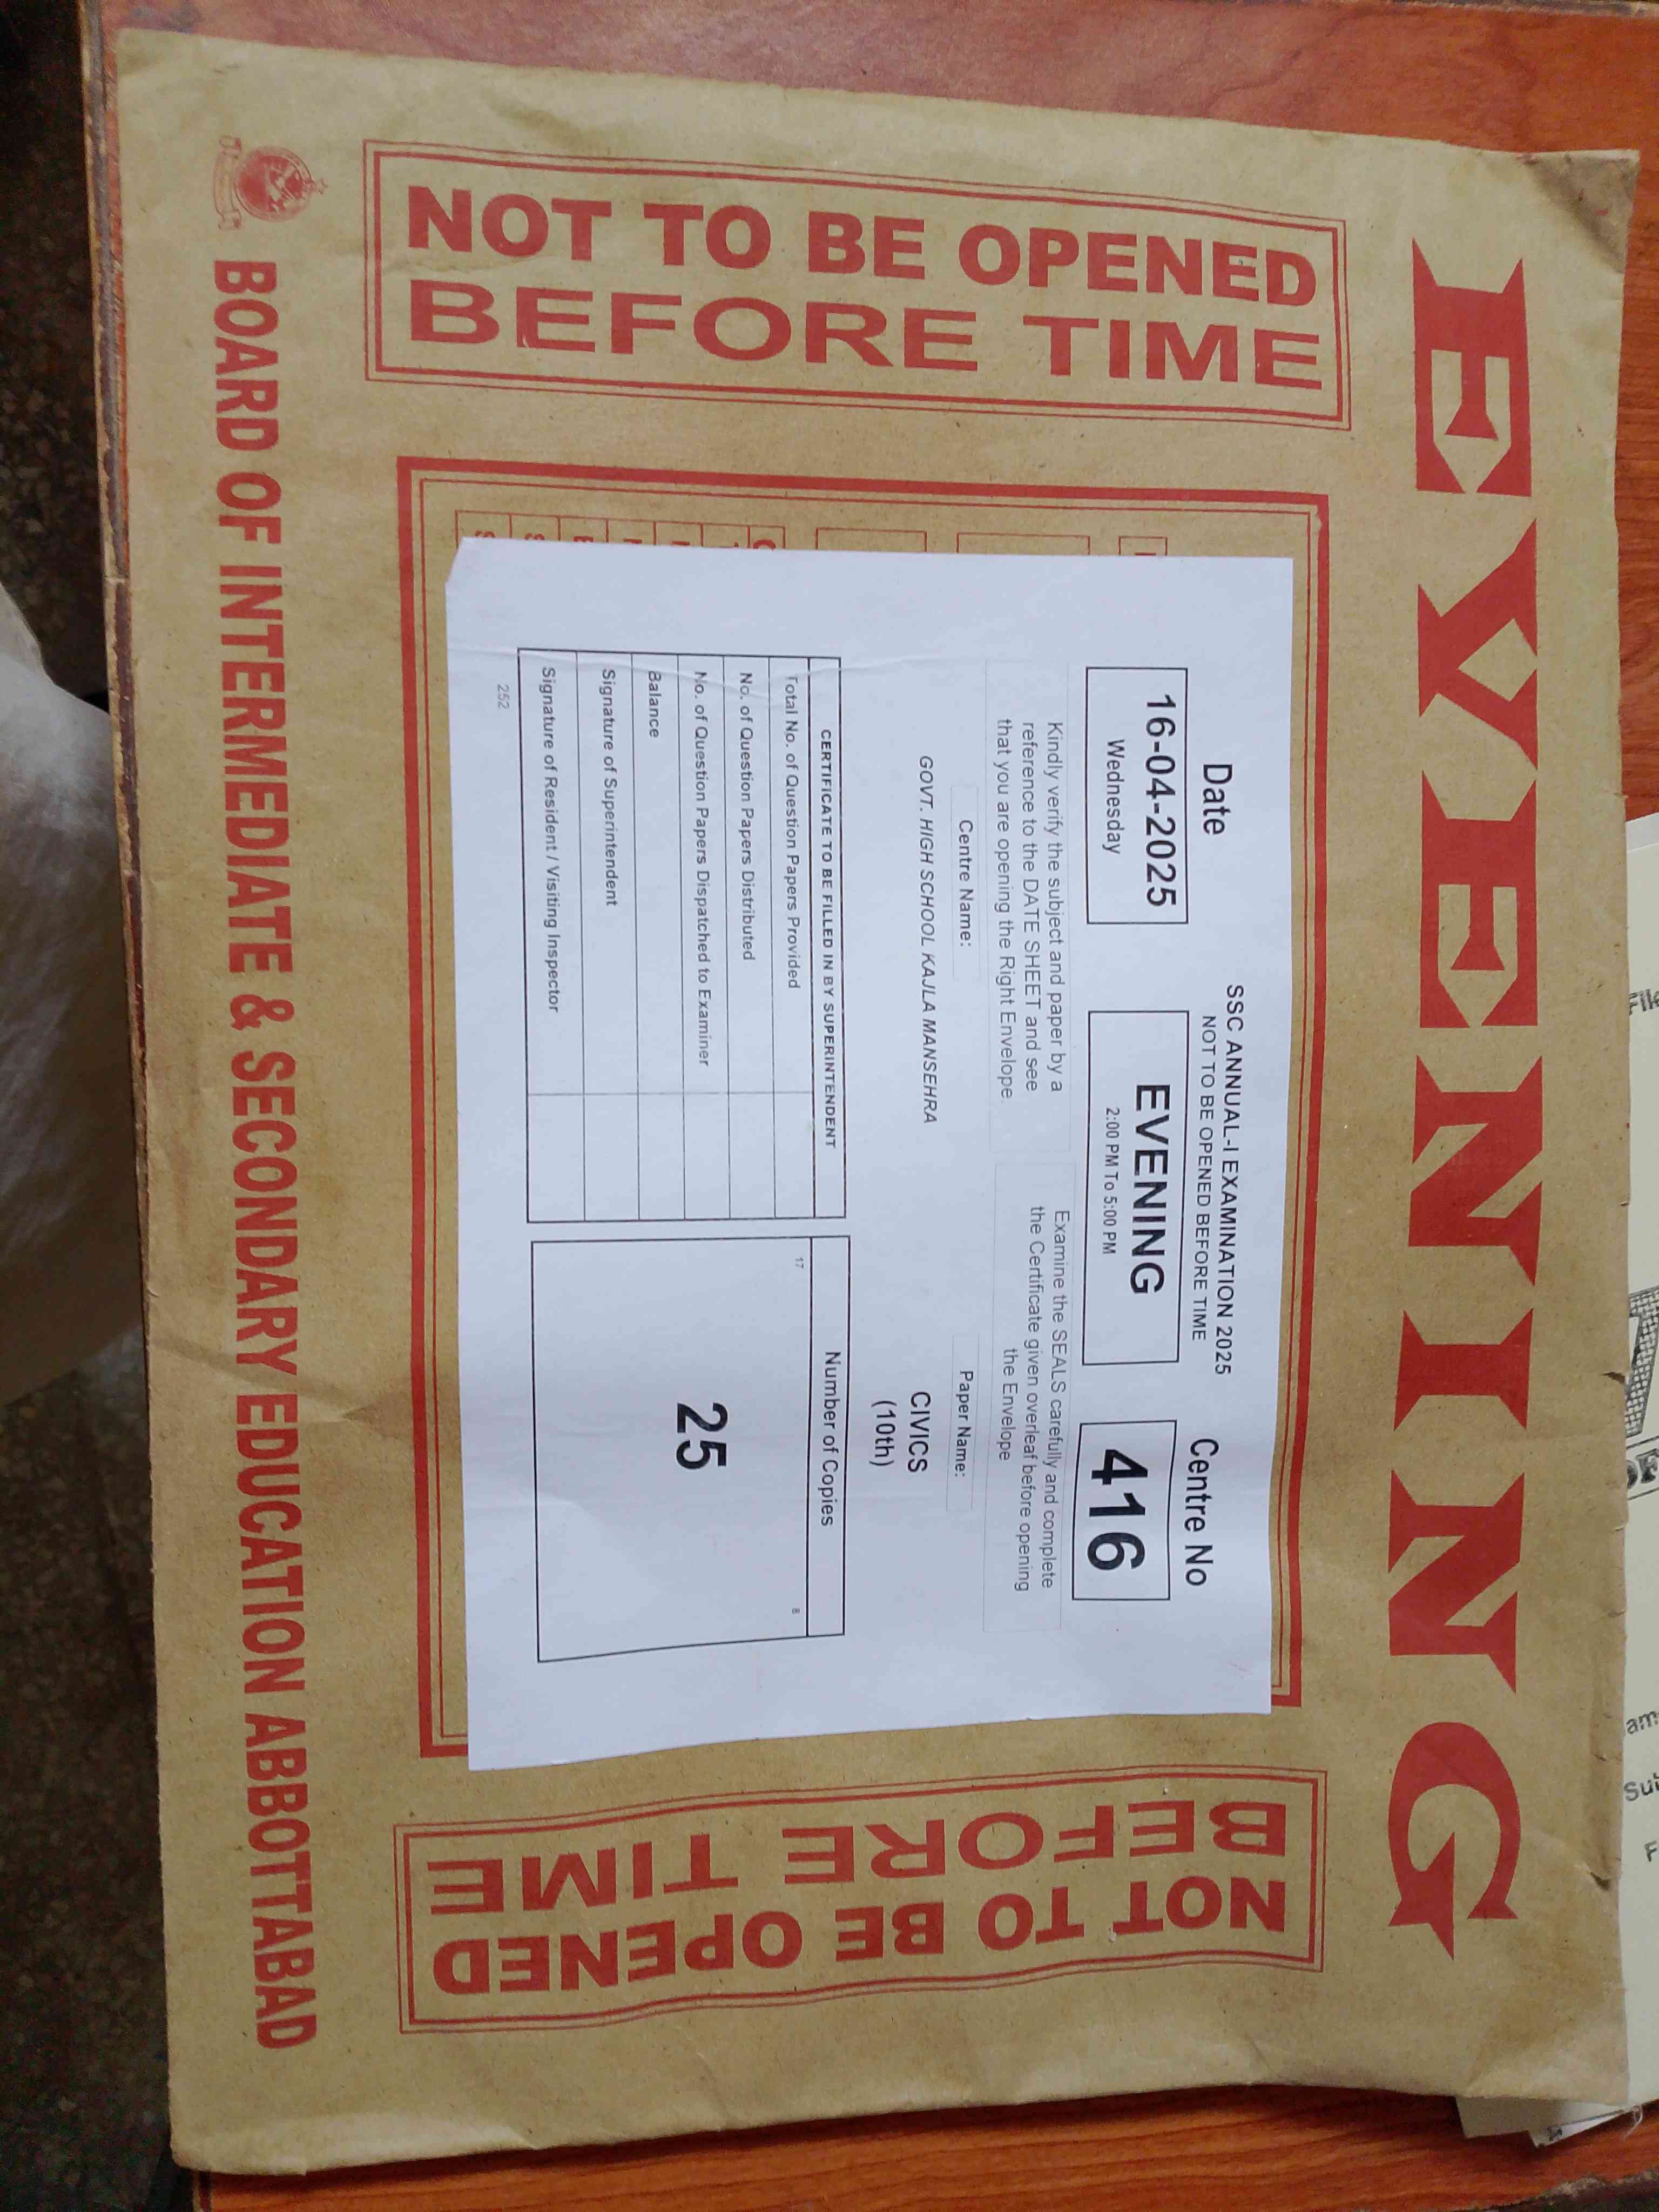 EVENING
NOT TO BE OPENED
BEFORE TIME
SSC ANNUAL-I EXAMINATION 2025
NOT TO BE OPENED BEFORE TIME
Date
16-04-2025
Wednesday
EVENING
2:00 PM To 5:00 PM
Centre No
416
Kindly verify the subject and paper by a
reference to the DATE SHEET and see
that you are opening the Right Envelope.
Examine the SEALS carefully and complete
the Certificate given overleaf before opening
the Envelope
Centre Name:
GOVT. HIGH SCHOOL KAJLA MANSEHRA
Paper Name:
CIVICS
(10th)
CERTIFICATE TO BE FILLED IN BY SUPERINTENDENT
Total No. of Question Papers Provided
No. of Question Papers Distributed
No. of Question Papers Dispatched to Examiner
Balance
Signature of Superintendent
Signature of Resident / Visiting Inspector
252
Number of Copies
17
8
25
NOT TO BE OPENED
BEFORE TIME
BOARD OF INTERMEDIATE & SECONDARY EDUCATION ABBOTTABAD